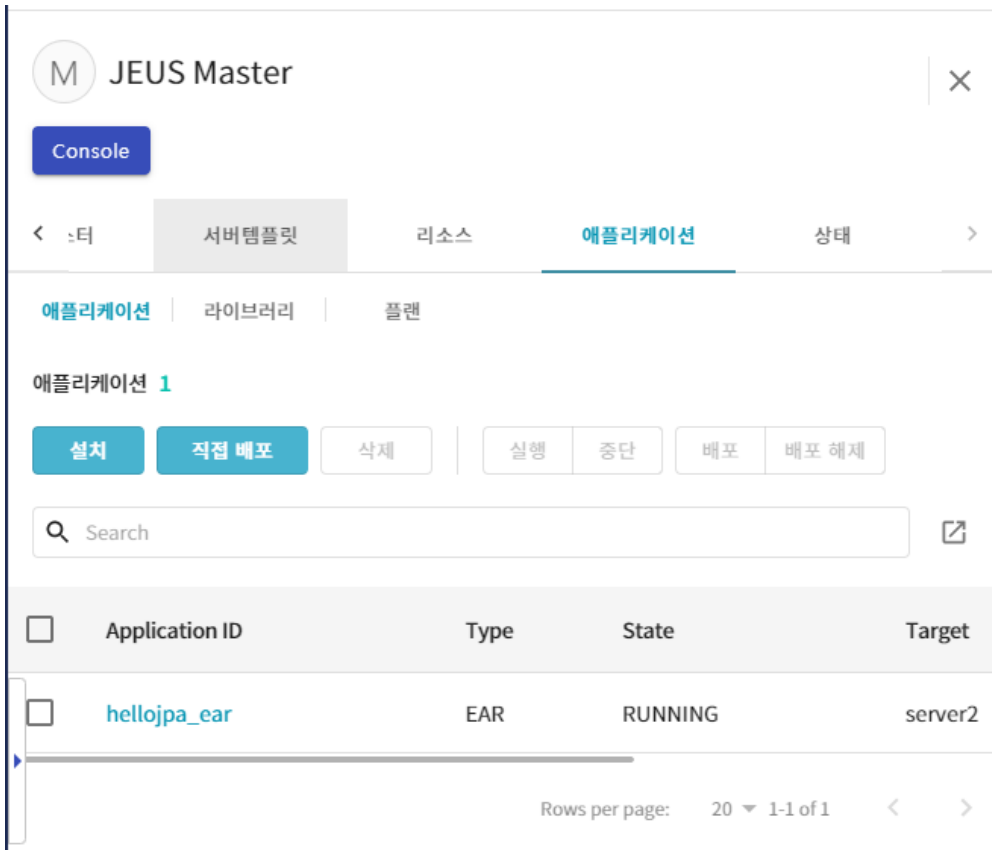 M JEUS Master
Console
서버템플릿 리소스 애플리케이션 상태
애플리케이션 라이브러리 플랜
애플리케이션 1
설치 직접 배포 삭제 실행 중단 배포 배포 해제
Search
Application ID Type State Target
hellojpa_ear EAR RUNNING server2
Rows per page: 20 1-1 of 1